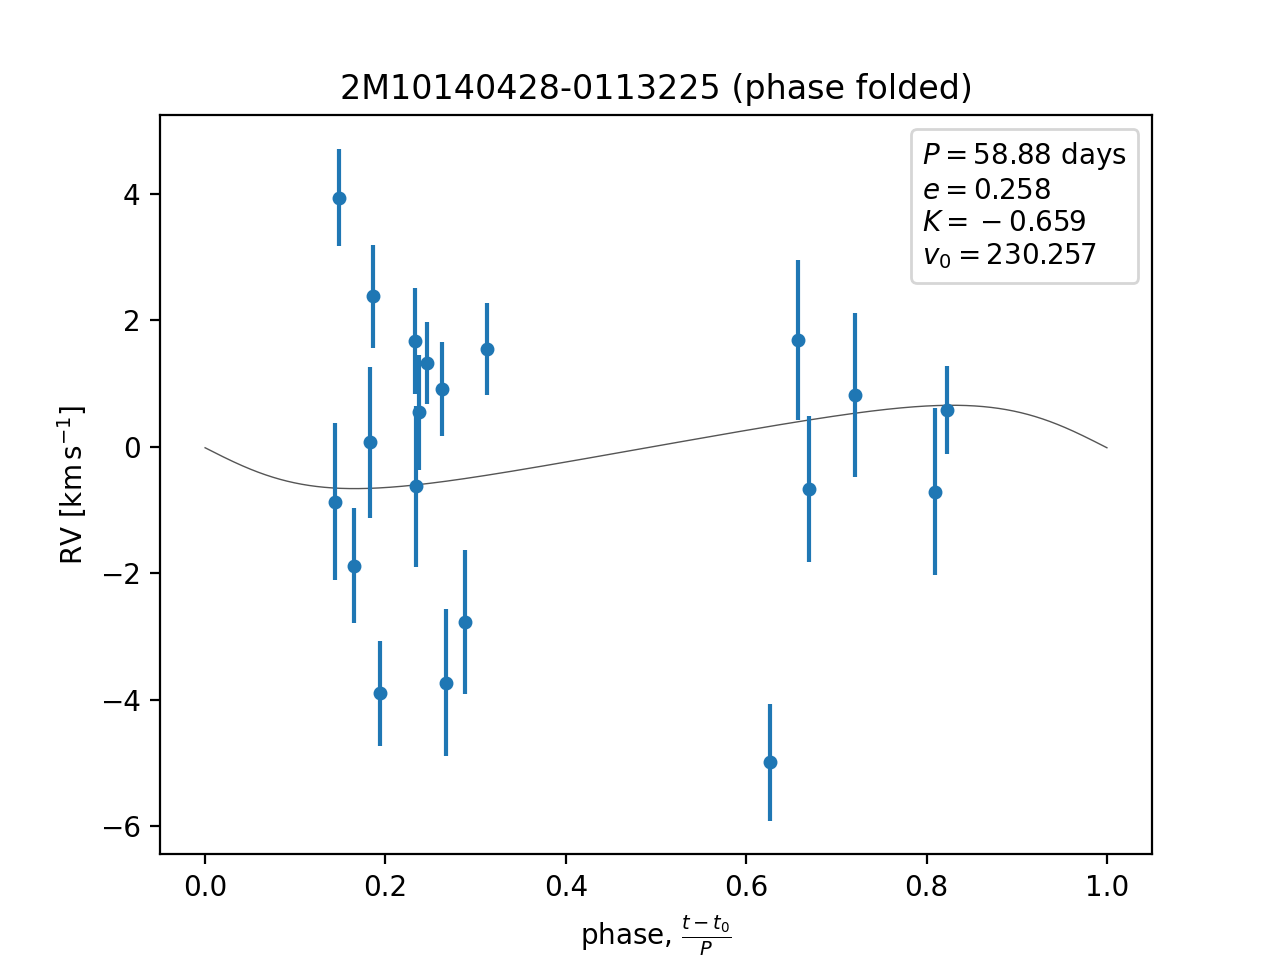 2M10140428-0113225 (phase folded)
P = 58.88 days
e = 0.258
K = −0.659
v₀ = 230.257
RV [km s⁻¹]
4
2
0
−2
−4
−6
0.0 0.2 0.4 0.6 0.8 1.0
phase, (t − t₀)/P